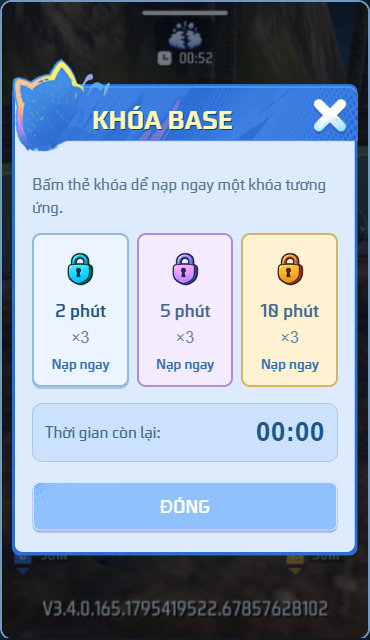 00:52
KHÓA BASE
Bấm thẻ khóa để nạp ngay một khóa tương
ứng.
2 phút
5 phút
10 phút
×3
×3
×3
Nạp ngay
Nạp ngay
Nạp ngay
Thời gian còn lại:
00:00
ĐÓNG
V3.4.0.165.1795419522.67857628102